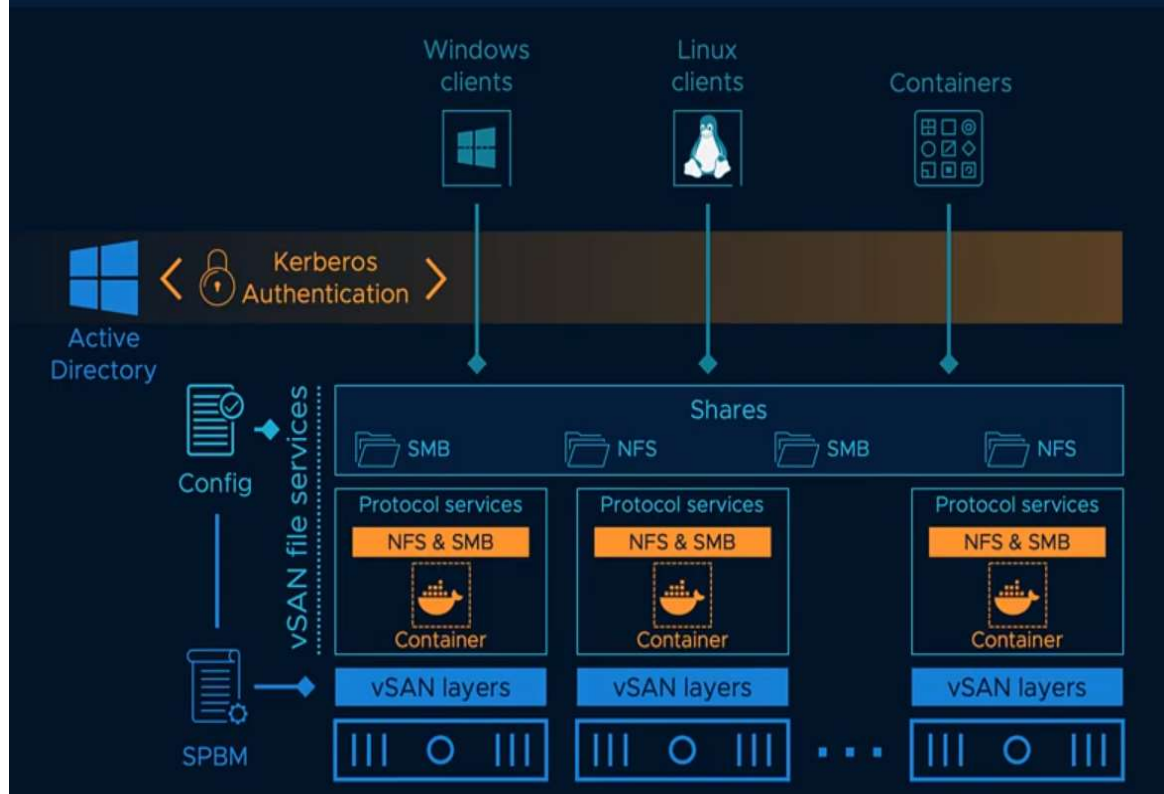 Windows
clients
Linux
clients
Containers
Kerberos
Authentication
Active
Directory
Config
SPBM
vSAN file services
Shares
SMB
NFS
SMB
NFS
Protocol services
NFS & SMB
Container
Protocol services
NFS & SMB
Container
Protocol services
NFS & SMB
Container
vSAN layers
vSAN layers
vSAN layers